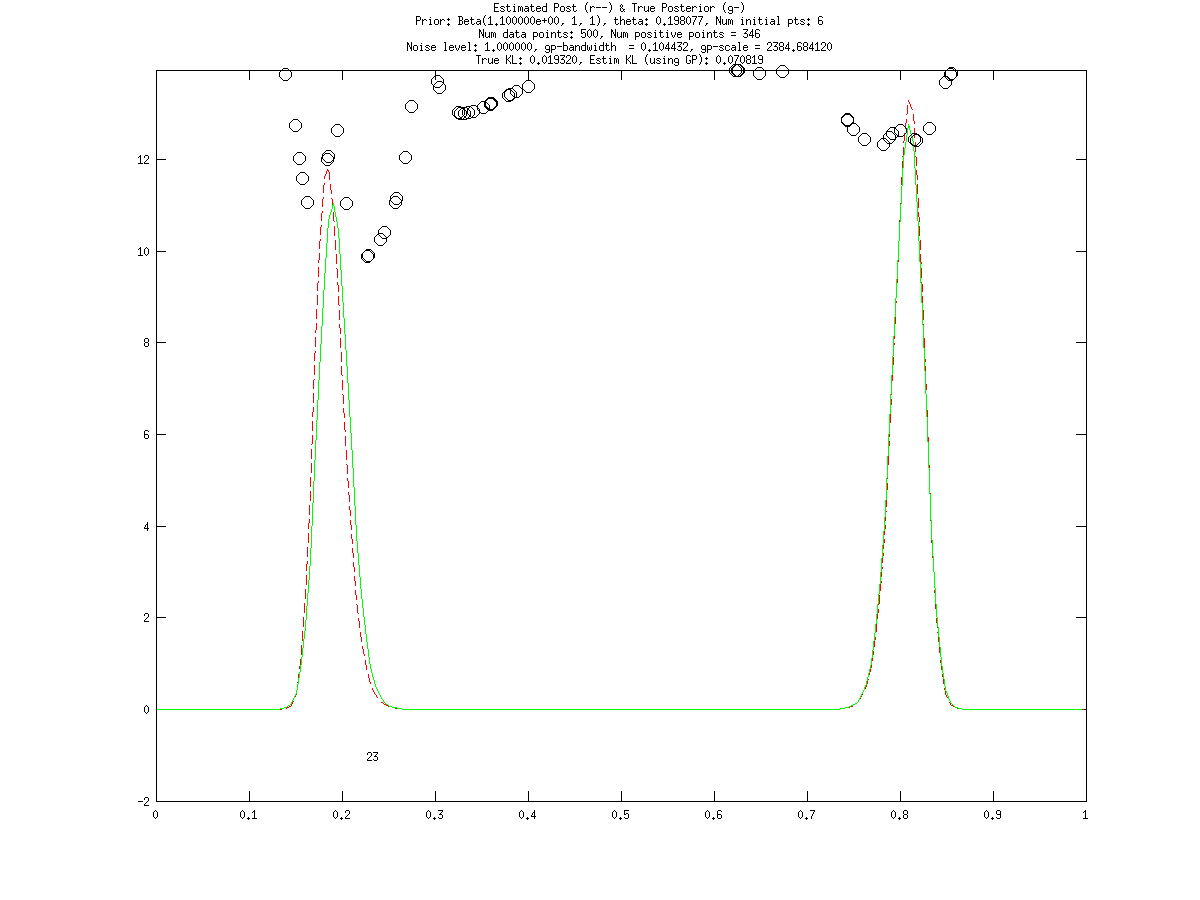 Estimated Post (r--) & True Posterior (g-)
Prior: Beta(1.100000e+00, 1, 1), theta: 0.198077, Num initial pts: 6
Num data points: 500, Num positive points = 346
Noise level: 1.000000, gp-bandwidth  = 0.104432, gp-scale = 2384.684120
True KL: 0.019320, Estim KL (using GP): 0.070819
12
10
8
6
4
2
0
23
-2
0 0.1 0.2 0.3 0.4 0.5 0.6 0.7 0.8 0.9 1